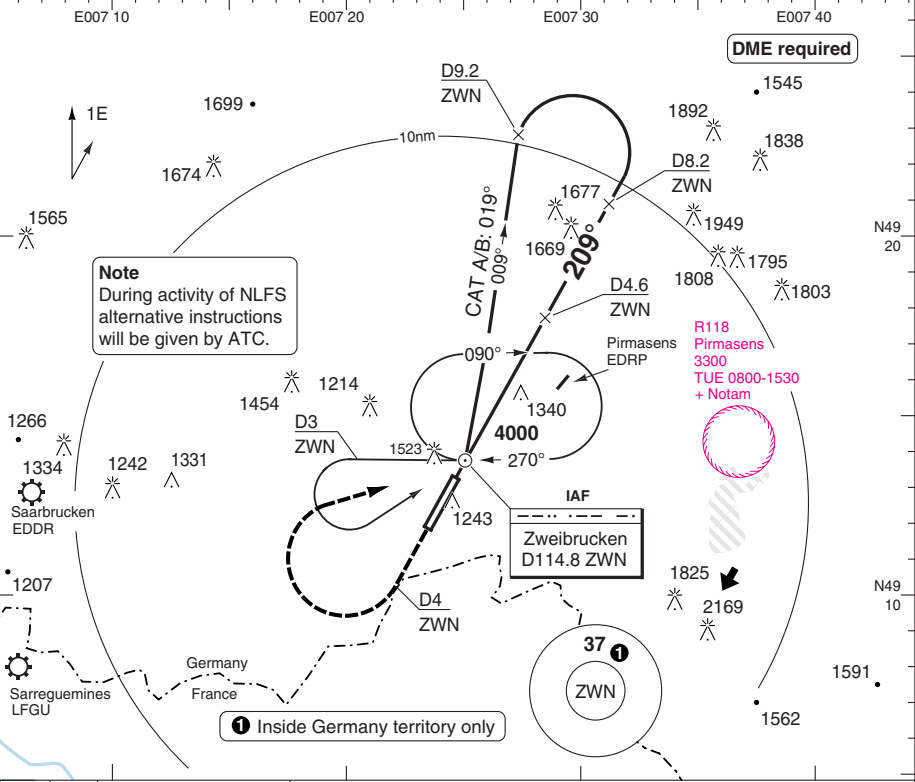 E007 10
E007 20
E007 30
E007 40
DME required
D9.2
ZWN
1545
1699
1E
1892
10nm
1838
1674
D8.2
ZWN
1677
1565
1949
N49
20
CAT A/B: 019°
009°
1669
209°
1808
1795
1803
Note
During activity of NLFS
alternative instructions
will be given by ATC.
D4.6
ZWN
R118
Pirmasens
3300
TUE 0800-1530
+ Notam
Pirmasens
EDRP
090°
1454
1214
1340
1266
D3
ZWN
4000
1523
270°
1334
1242
1331
Saarbrucken
EDDR
1243
IAF
Zweibrucken
D114.8 ZWN
1207
1825
N49
10
2169
D4
ZWN
37 1
ZWN
Germany
France
Sarreguemines
LFGU
1591
1 Inside Germany territory only
1562